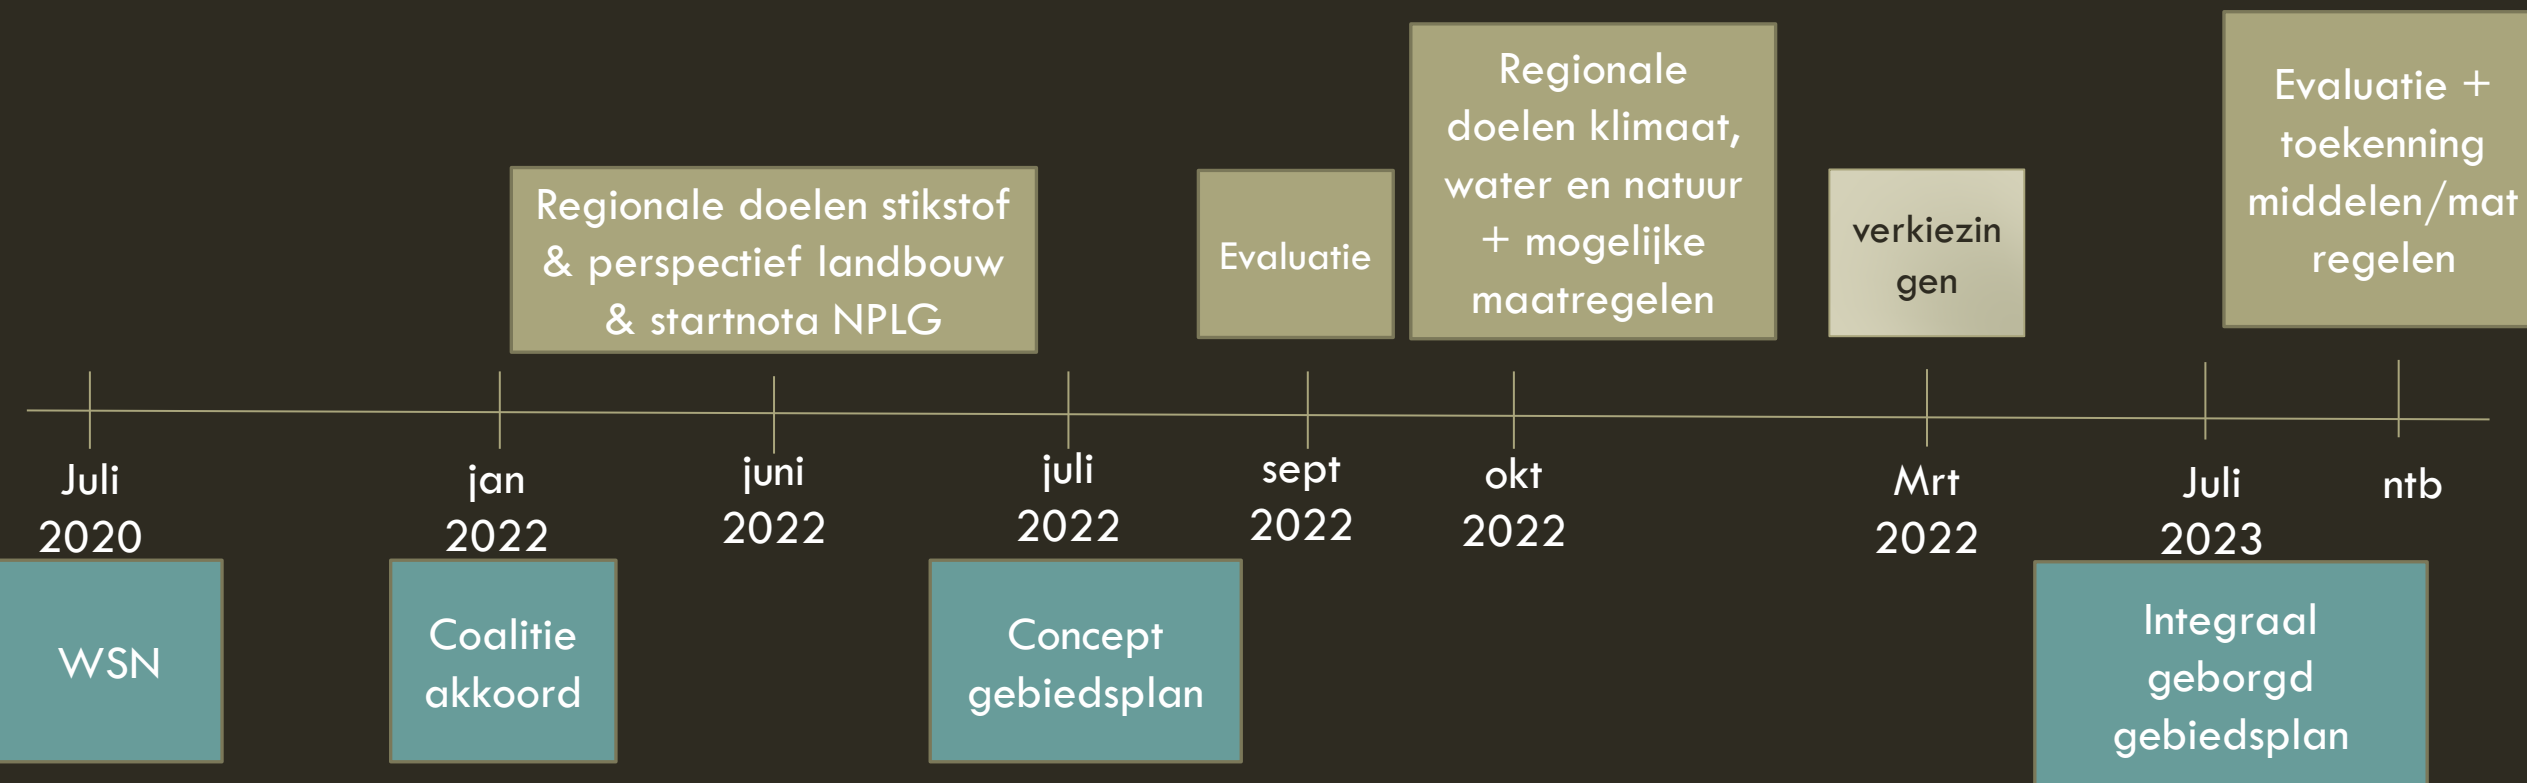 Regionale doelen stikstof
& perspectief landbouw
& startnota NPLG
Evaluatie
Regionale
doelen klimaat,
water en natuur
+ mogelijke
maatregelen
verkiezin
gen
Evaluatie +
toekenning
middelen/mat
regelen
Juli
2020
jan
2022
juni
2022
juli
2022
sept
2022
okt
2022
Mrt
2022
Juli
2023
ntb
WSN
Coalitie
akkoord
Concept
gebiedsplan
Integraal
geborgd
gebiedsplan